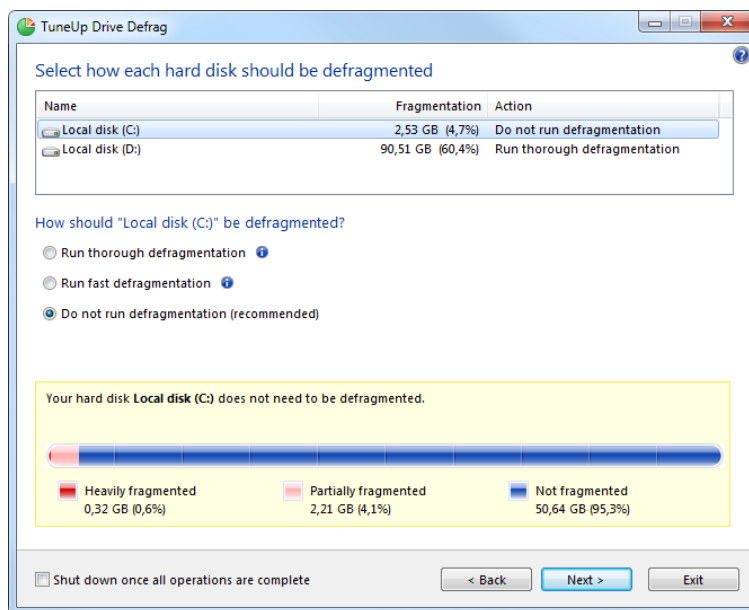 TuneUp Drive Defrag
Select how each hard disk should be defragmented
Name Fragmentation Action
Local disk (C:) 2,53 GB (4,7%) Do not run defragmentation
Local disk (D:) 90,51 GB (60,4%) Run thorough defragmentation
How should "Local disk (C:)" be defragmented?
Run thorough defragmentation
Run fast defragmentation
Do not run defragmentation (recommended)
Your hard disk Local disk (C:) does not need to be defragmented.
Heavily fragmented Partially fragmented Not fragmented
0,32 GB (0,6%) 2,21 GB (4,1%) 50,64 GB (95,3%)
Shut down once all operations are complete < Back Next > Exit